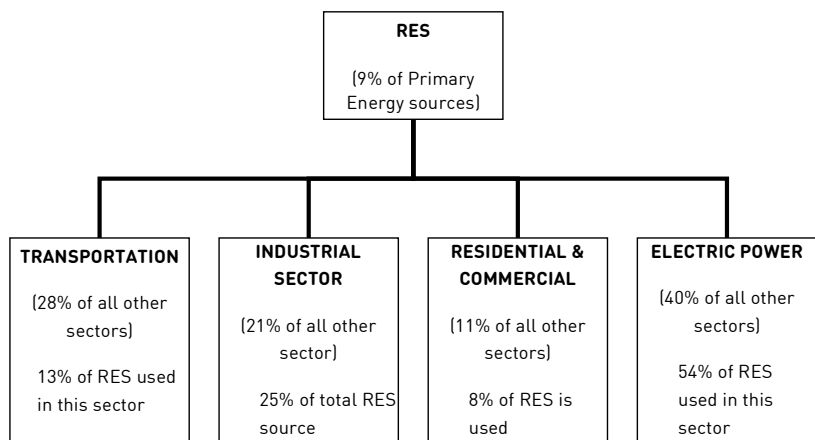 RES
(9% of Primary
Energy sources)
TRANSPORTATION
(28% of all other
sectors)
13% of RES used
in this sector
INDUSTRIAL
SECTOR
(21% of all other
sector)
25% of total RES
source
RESIDENTIAL &
COMMERCIAL
(11% of all other
sectors)
8% of RES is
used
ELECTRIC POWER
(40% of all other
sectors)
54% of RES
used in this
sector